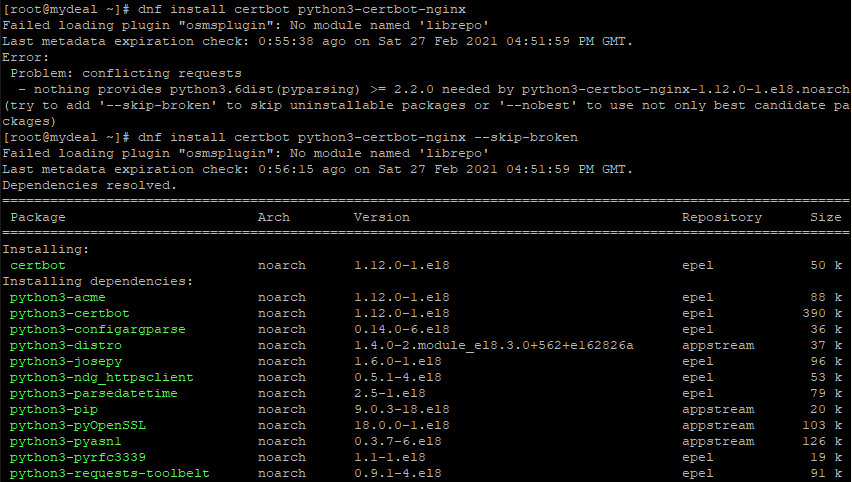 [root@mydeal ~]# dnf install certbot python3-certbot-nginx
Failed loading plugin "osmsplugin": No module named 'librepo'
Last metadata expiration check: 0:55:38 ago on Sat 27 Feb 2021 04:51:59 PM GMT.
Error:
 Problem: conflicting requests
  - nothing provides python3.6dist(pyparsing) >= 2.2.0 needed by python3-certbot-nginx-1.12.0-1.el8.noarch
(try to add '--skip-broken' to skip uninstallable packages or '--nobest' to use not only best candidate pa
ckages)
[root@mydeal ~]# dnf install certbot python3-certbot-nginx --skip-broken
Failed loading plugin "osmsplugin": No module named 'librepo'
Last metadata expiration check: 0:56:15 ago on Sat 27 Feb 2021 04:51:59 PM GMT.
Dependencies resolved.
==========================================================================================================
 Package                       Arch        Version                                  Repository      Size
==========================================================================================================
Installing:
 certbot                       noarch      1.12.0-1.el8                             epel            50 k
Installing dependencies:
 python3-acme                  noarch      1.12.0-1.el8                             epel            88 k
 python3-certbot               noarch      1.12.0-1.el8                             epel           390 k
 python3-configargparse        noarch      0.14.0-6.el8                             epel            36 k
 python3-distro                noarch      1.4.0-2.module_el8.3.0+562+e162826a      appstream       37 k
 python3-josepy                noarch      1.6.0-1.el8                              epel            96 k
 python3-ndg_httpsclient       noarch      0.5.1-4.el8                              epel            53 k
 python3-parsedatetime         noarch      2.5-1.el8                                epel            79 k
 python3-pip                   noarch      9.0.3-18.el8                             appstream       20 k
 python3-pyOpenSSL             noarch      18.0.0-1.el8                             appstream      103 k
 python3-pyasn1                noarch      0.3.7-6.el8                              appstream      126 k
 python3-pyrfc3339             noarch      1.1-1.el8                                epel            19 k
 python3-requests-toolbelt     noarch      0.9.1-4.el8                              epel            91 k